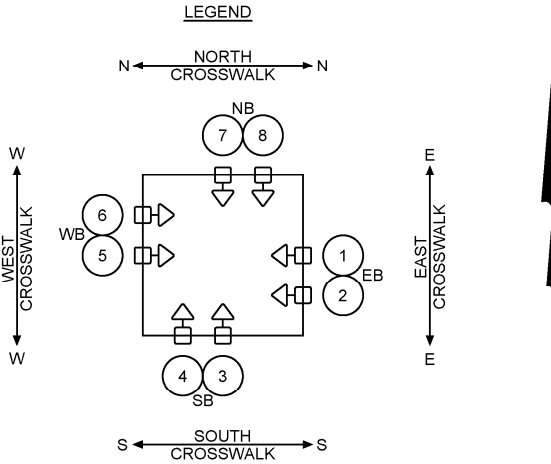 LEGEND
NORTH
N N
CROSSWALK
NB
7 8
W E
6
WB
5
1
EB
2
WEST
CROSSWALK
EAST
CROSSWALK
W E
4 3
SB
SOUTH
S S
CROSSWALK